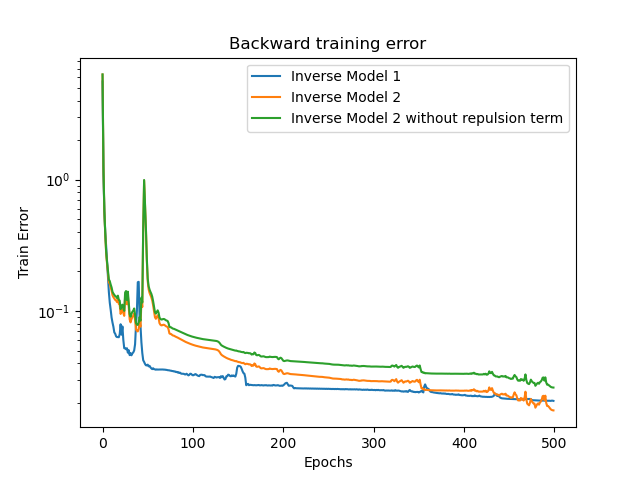 Backward training error
Inverse Model 1
Inverse Model 2
Inverse Model 2 without repulsion term
Train Error
10⁰
10⁻¹
0 100 200 300 400 500
Epochs